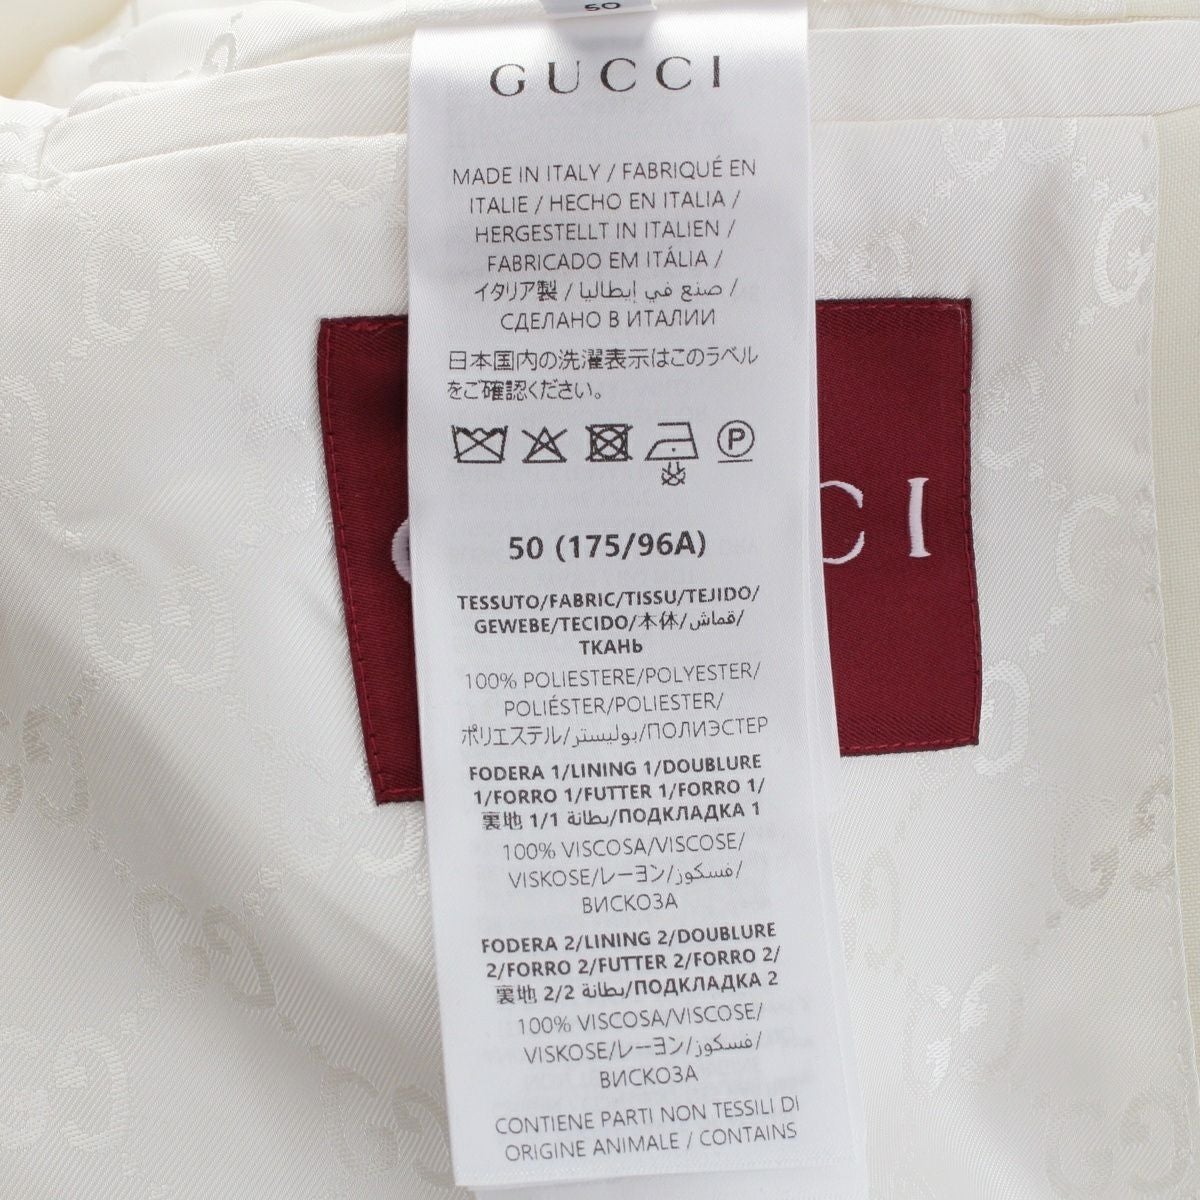 50
GUCCI
MADE IN ITALY / FABRIQUÉ EN
ITALIE / HECHO EN ITALIA /
HERGESTELLT IN ITALIEN /
FABRICADO EM ITÁLIA /
イタリア製 / صنع في إيطاليا /
СДЕЛАНО В ИТАЛИИ
日本国内の洗濯表示はこのラベル
をご確認ください。
P
50 (175/96A)
TESSUTO/FABRIC/TISSU/TEJIDO/
GEWEBE/TECIDO/本体/قماش/
ТКАНЬ
100% POLIESTERE/POLYESTER/
POLIÉSTER/POLIESTER/
ポリエステル/بوليستر/ПОЛИЭСТЕР
FODERA 1/LINING 1/DOUBLURE
1/FORRO 1/FUTTER 1/FORRO 1/
裏地 1/1 بطانة/ПОДКЛАДКА 1
100% VISCOSA/VISCOSE/
VISKOSE/レーヨン/فسكوز/
ВИСКОЗА
FODERA 2/LINING 2/DOUBLURE
2/FORRO 2/FUTTER 2/FORRO 2/
裏地 2/2 بطانة/ПОДКЛАДКА 2
100% VISCOSA/VISCOSE/
VISKOSE/レーヨン/فسكوز/
ВИСКОЗА
CONTIENE PARTI NON TESSILI DI
ORIGINE ANIMALE / CONTAINS
CI